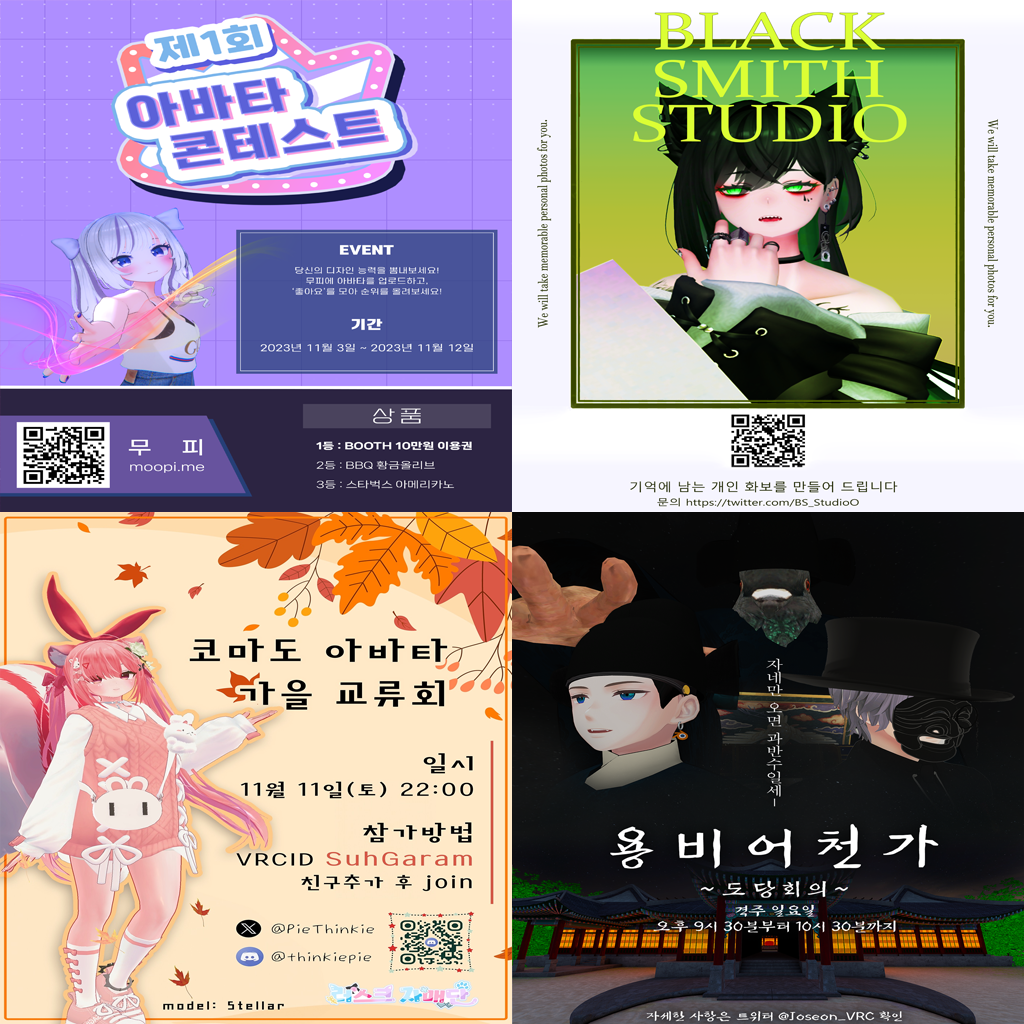 제1회
아바타
콘테스트
EVENT
당신의 디자인 능력을 뽐내보세요!
무피에 아바타를 업로드하고,
'좋아요'를 모아 순위를 올려보세요!
기간
2023년 11월 3일 ~ 2023년 11월 12일
무 피
moopi.me
상품
1등 : BOOTH 10만원 이용권
2등 : BBQ 황금올리브
3등 : 스타벅스 아메리카노
BLACK
SMITH
STUDIO
We will take memorable personal photos for you.
We will take memorable personal photos for you.
기억에 남는 개인 화보를 만들어 드립니다
문의 https://twitter.com/BS_StudioO
코마도 아바타
가을 교류회
일시
11월 11일(토) 22:00
참가방법
VRCID SuhGaram
친구추가 후 join
@PieThinkie
@thinkiepie
model: Stellar
자네만 오면 과반수일세-
용비어천가
~도당회의~
격주 일요일
오후 9시 30분부터 10시 30분까지
자세한 사항은 트위터 @Joseon_VRC 확인